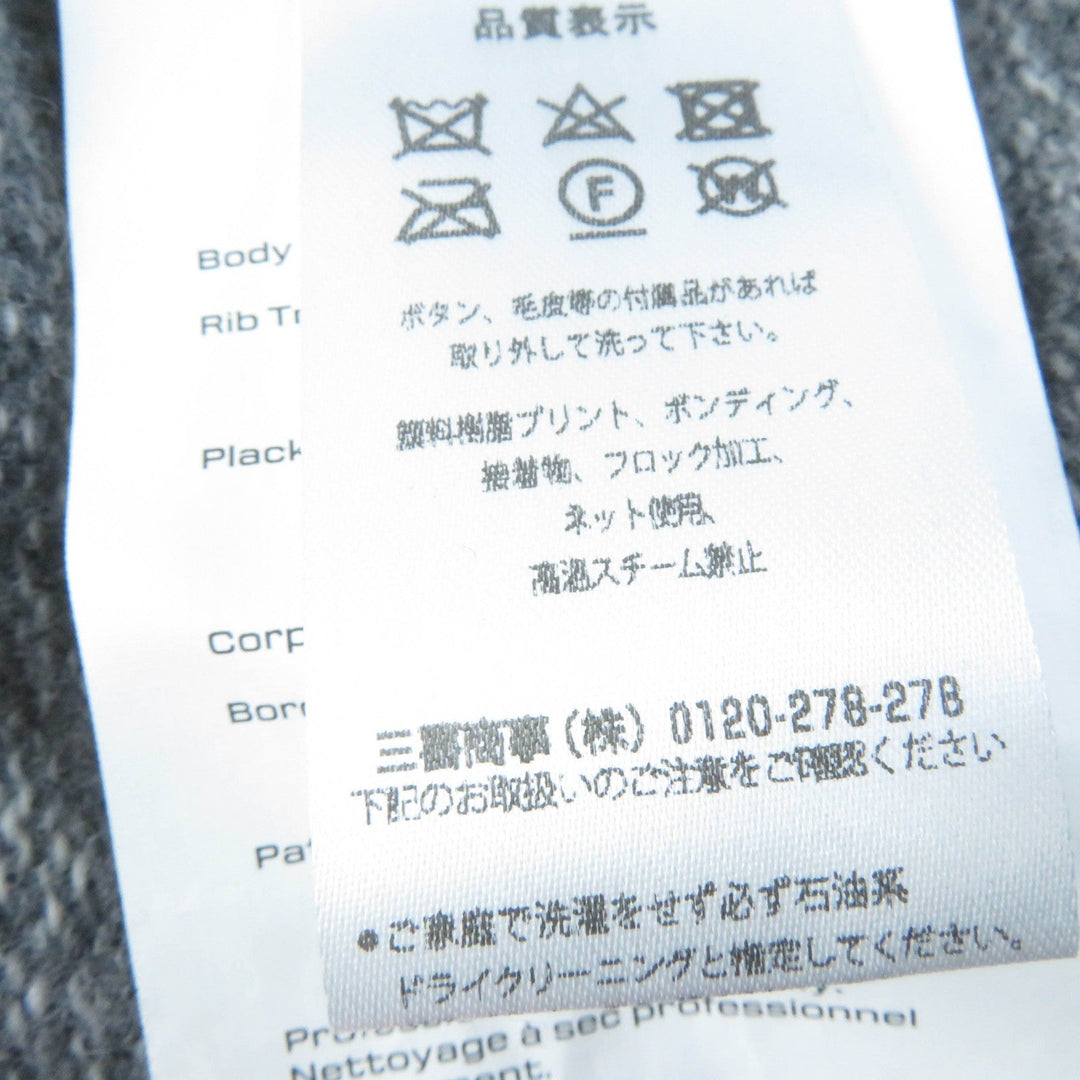 品質表示
F
W
ボタン、毛皮等の付属品があれば
取り外して洗って下さい。
顔料樹脂プリント、ボンディング、
接着物、フロック加工、
ネット使用、
高温スチーム禁止
三喜商事（株）0120-278-278
下記のお取扱いのご注意をご確認ください
●ご家庭で洗濯をせず必ず石油系
ドライクリーニングと指定してください。
Body
Rib
Nettoyage à sec professionnel